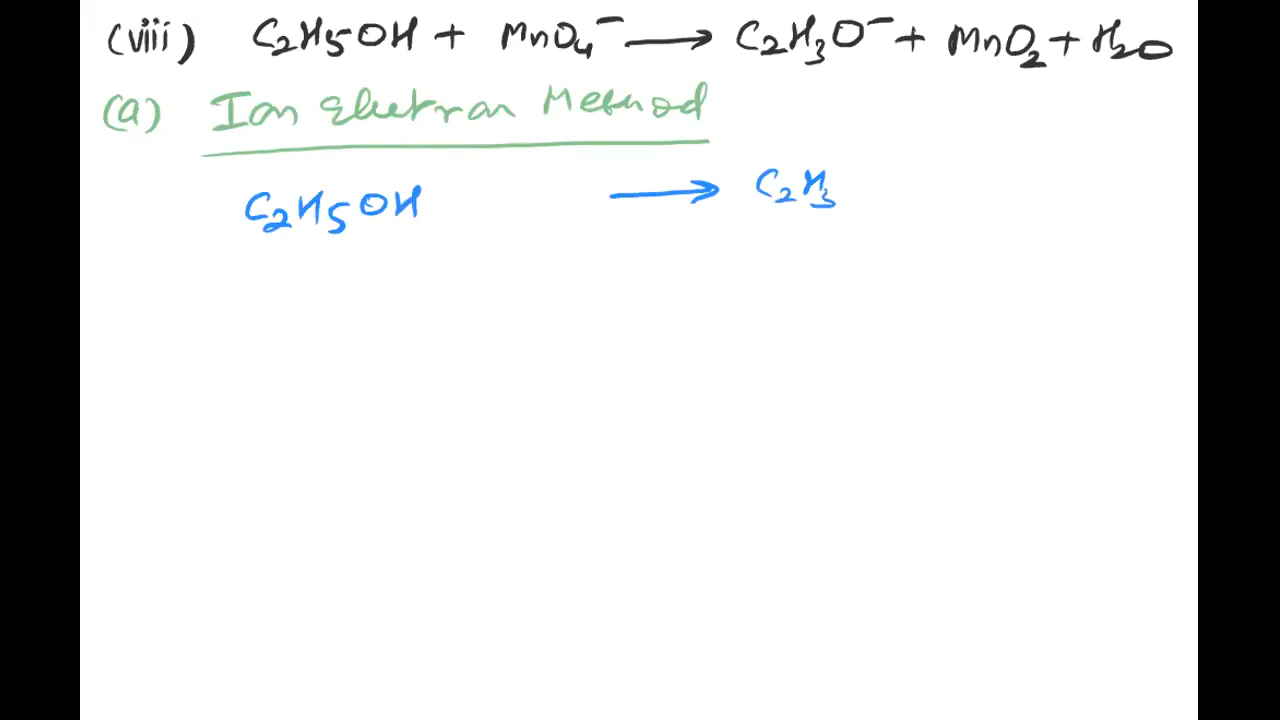 (viii) C₂H₅OH + MnO₄⁻ ⟶ C₂H₃O⁻ + MnO₂ + H₂O
(a) Ion Electron Method
C₂H₅OH ⟶ C₂H₃